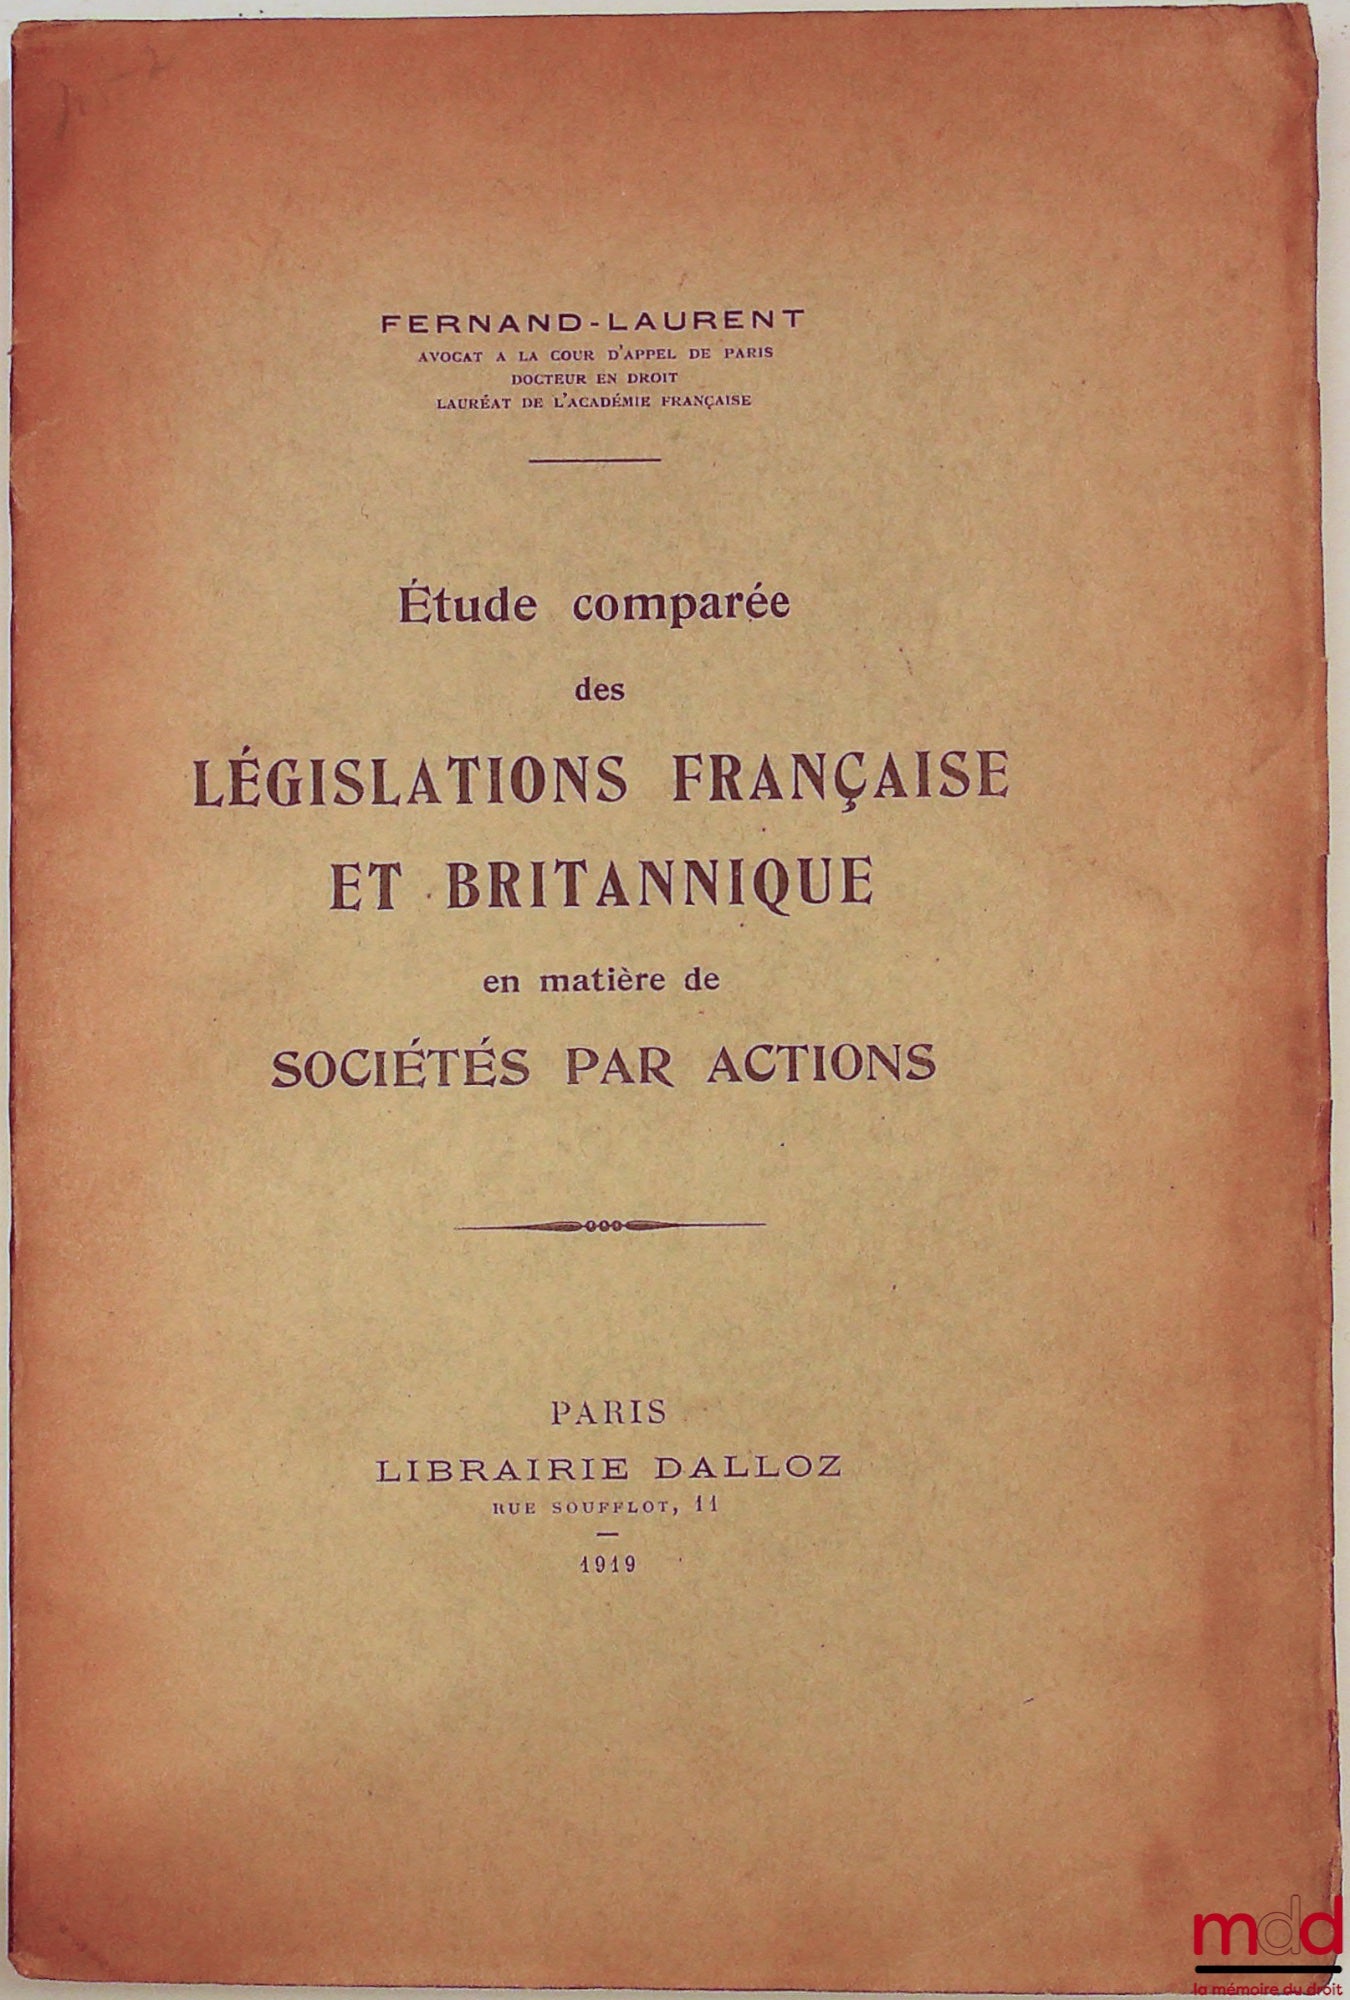 FERNAND-LAURENT
AVOCAT A LA COUR D'APPEL DE PARIS
DOCTEUR EN DROIT
LAURÉAT DE L'ACADÉMIE FRANÇAISE
Étude comparée
des
LÉGISLATIONS FRANÇAISE
ET BRITANNIQUE
en matière de
SOCIÉTÉS PAR ACTIONS
PARIS
LIBRAIRIE DALLOZ
RUE SOUFFLOT, 11
1919
mdd
la mémoire du droit